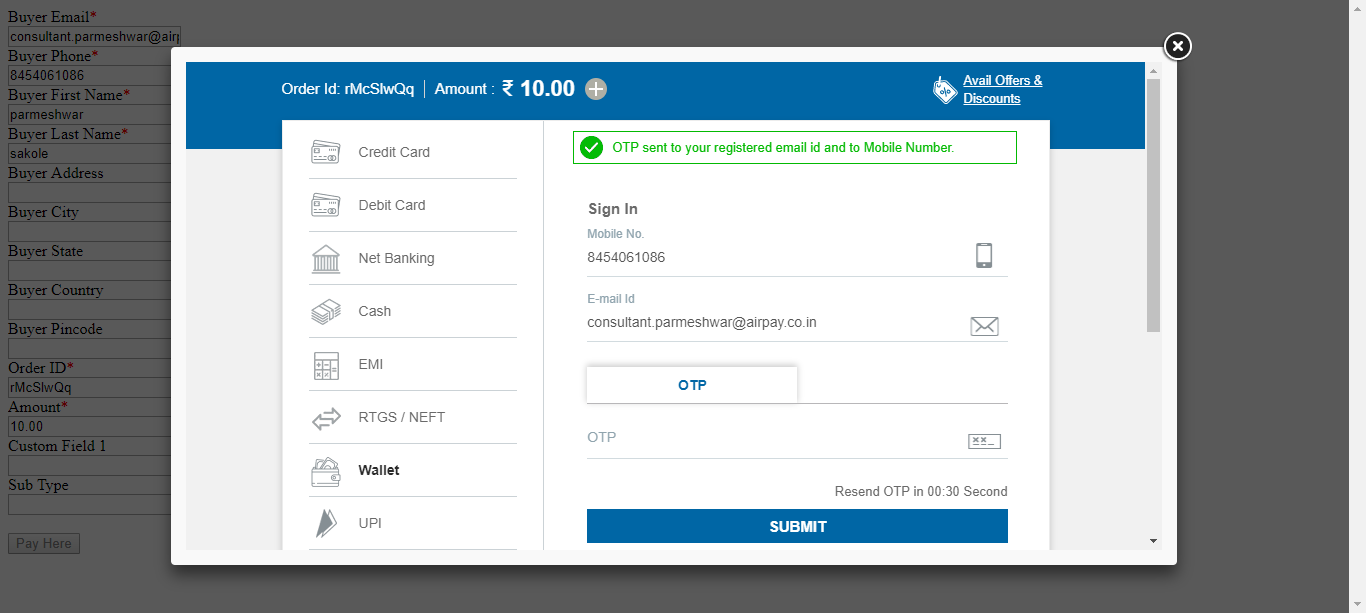 Buyer Email*
consultant.parmeshwar@air
Buyer Phone*
8454061086
Buyer First Name*
parmeshwar
Buyer Last Name*
sakole
Buyer Address
Buyer City
Buyer State
Buyer Country
Buyer Pincode
Order ID*
rMcSlwQq
Amount*
10.00
Custom Field 1
Sub Type
Pay Here
Order Id: rMcSlwQq | Amount : ₹ 10.00
Avail Offers &
Discounts
Credit Card
Debit Card
Net Banking
Cash
EMI
RTGS / NEFT
Wallet
UPI
OTP sent to your registered email id and to Mobile Number.
Sign In
Mobile No.
8454061086
E-mail Id
consultant.parmeshwar@airpay.co.in
OTP
OTP
Resend OTP in 00:30 Second
SUBMIT